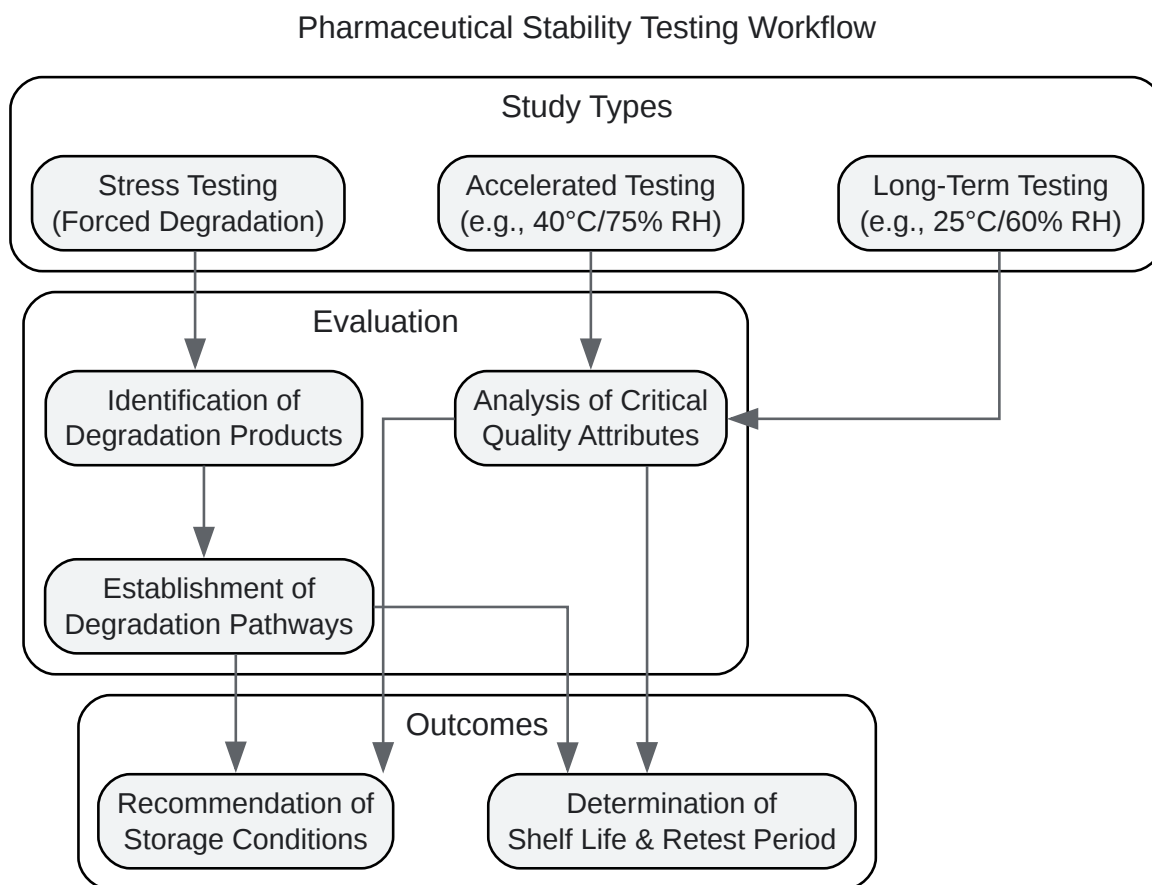 Pharmaceutical Stability Testing Workflow
Study Types
Stress Testing
(Forced Degradation)
Accelerated Testing
(e.g., 40°C/75% RH)
Long-Term Testing
(e.g., 25°C/60% RH)
Evaluation
Identification of
Degradation Products
Analysis of Critical
Quality Attributes
Establishment of
Degradation Pathways
Outcomes
Recommendation of
Storage Conditions
Determination of
Shelf Life & Retest Period